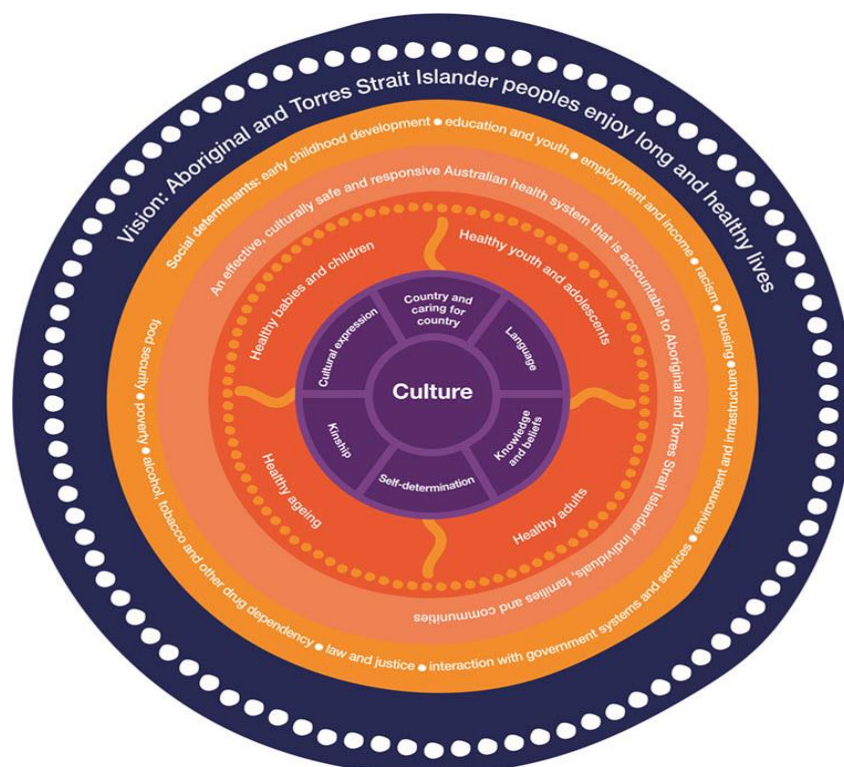 Vision: Aboriginal and Torres Strait Islander peoples enjoy long and healthy lives
Social determinants: early childhood development • education and youth • employment and income • racism • housing • environment and infrastructure • interaction with government systems and services • law and justice • alcohol, tobacco and other drug dependency • poverty • food security
An effective, culturally safe and responsive Australian health system that is accountable to Aboriginal and Torres Strait Islander individuals, families and communities
Healthy babies and children
Healthy youth and adolescents
Healthy adults
Healthy ageing
Country and
caring for
country
Language
Knowledge
and beliefs
Self-determination
Kinship
Cultural expression
Culture